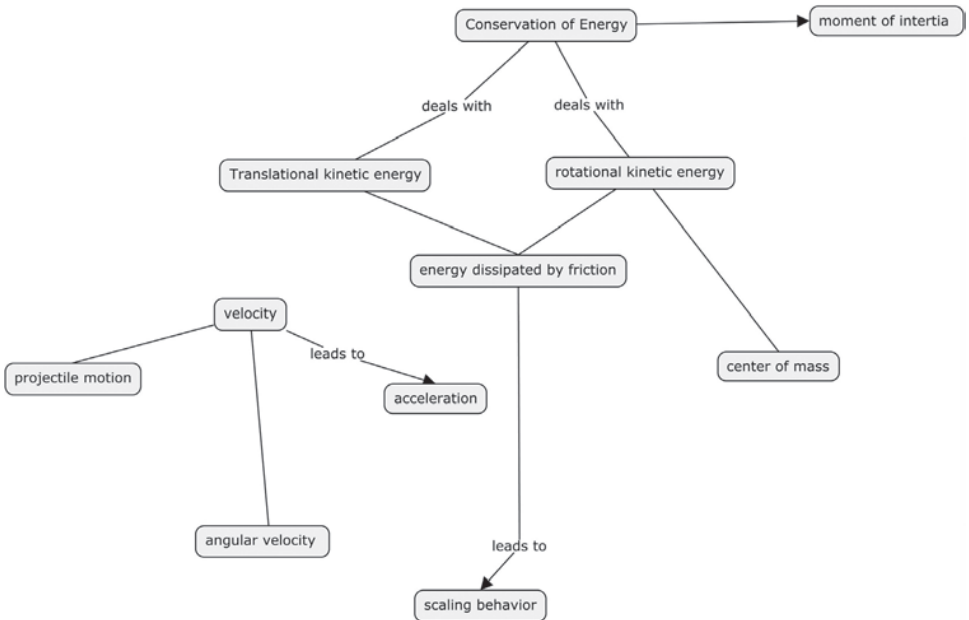 Conservation of Energy
moment of intertia
deals with
deals with
Translational kinetic energy
rotational kinetic energy
energy dissipated by friction
velocity
leads to
projectile motion
center of mass
acceleration
angular velocity
leads to
scaling behavior